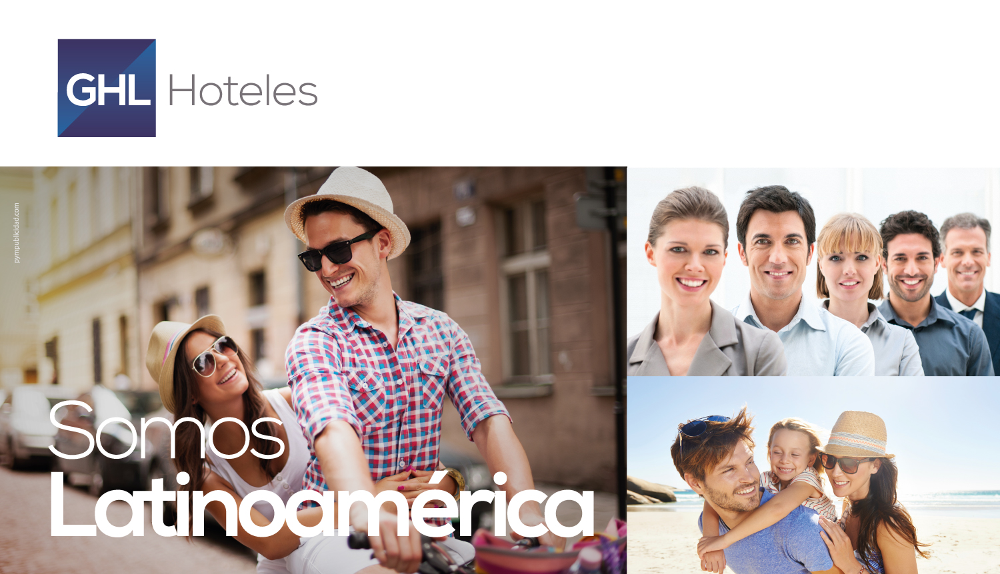 GHL Hoteles
pympublicidad.com
Somos
Latinoamérica